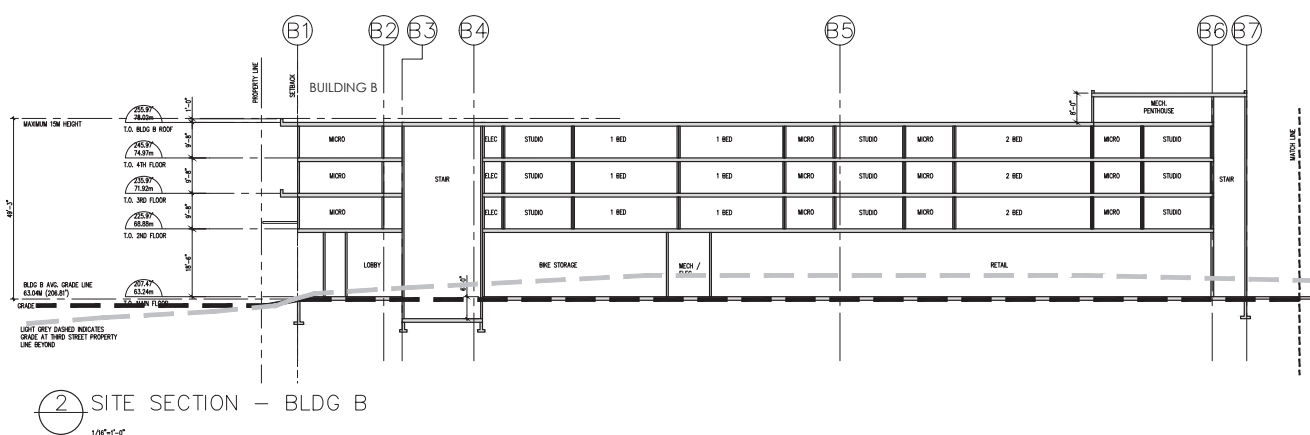 B1
B2
B3
B4
B5
B6
B7
PROPERTY LINE
SETBACK
BUILDING B
MAXIMUM 15M HEIGHT
255.97'
78.02m
T.O. BLDG B ROOF
1'-0"
8'-0"
MECH.
PENTHOUSE
MATCH LINE
9'-8"
MICRO
ELEC
STUDIO
1 BED
1 BED
MICRO
STUDIO
MICRO
2 BED
MICRO
STUDIO
245.97'
74.97m
T.O. 4TH FLOOR
9'-8"
MICRO
STAIR
ELEC
STUDIO
1 BED
1 BED
MICRO
STUDIO
MICRO
2 BED
MICRO
STUDIO
STAIR
235.97'
71.92m
T.O. 3RD FLOOR
49'-3"
9'-8"
MICRO
ELEC
STUDIO
1 BED
1 BED
MICRO
STUDIO
MICRO
2 BED
MICRO
STUDIO
225.97'
68.88m
T.O. 2ND FLOOR
18'-6"
LOBBY
BIKE STORAGE
MECH /
RETAIL
BLDG B AVG. GRADE LINE
63.04M (206.81')
207.47'
63.24m
T.O. MAIN FLOOR
GRADE
LIGHT GREY DASHED INDICATES
GRADE AT THIRD STREET PROPERTY
LINE BEYOND
2 SITE SECTION - BLDG B
1/16"=1'-0"